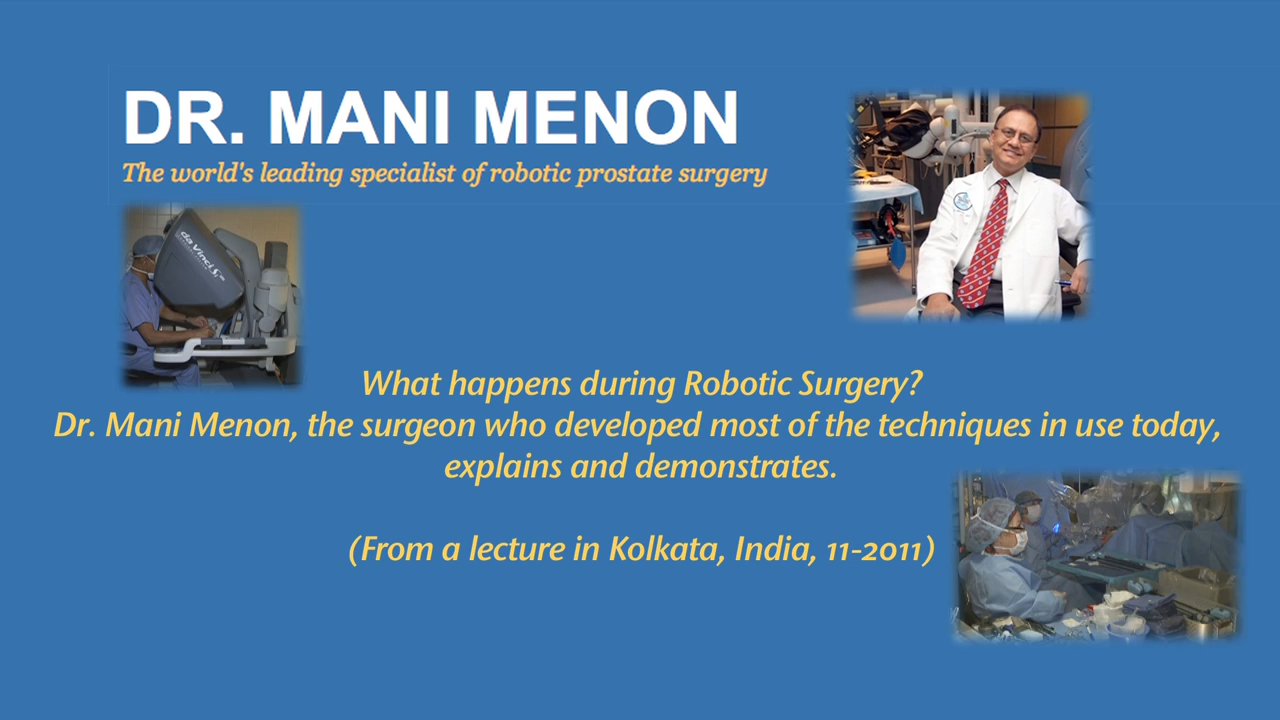 DR. MANI MENON
The world's leading specialist of robotic prostate surgery
da Vinci S
What happens during Robotic Surgery?
Dr. Mani Menon, the surgeon who developed most of the techniques in use today,
explains and demonstrates.
(From a lecture in Kolkata, India, 11-2011)